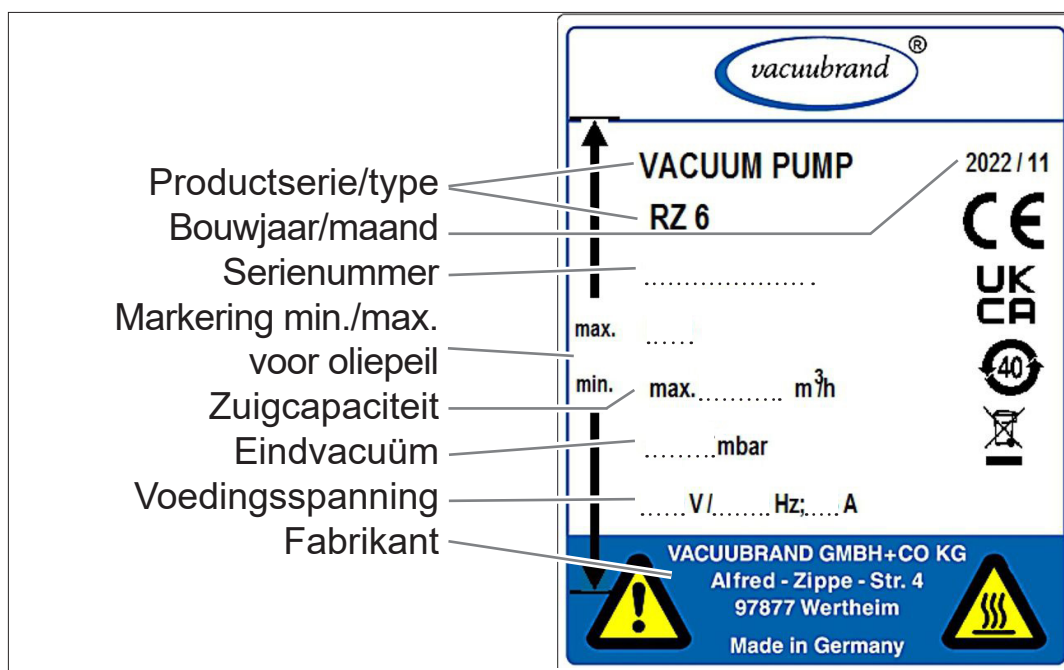 vacuubrand ®
Productserie/type
Bouwjaar/maand
Serienummer
Markering min./max.
voor oliepeil
Zuigcapaciteit
Eindvacuüm
Voedingsspanning
Fabrikant
VACUUM PUMP
2022 / 11
RZ 6
CE
UK
CA
...................
max. .....
40
min. max........... m³/h
........mbar
.....V /....... Hz;.... A
VACUUBRAND GMBH+CO KG
Alfred - Zippe - Str. 4
97877 Wertheim
Made in Germany